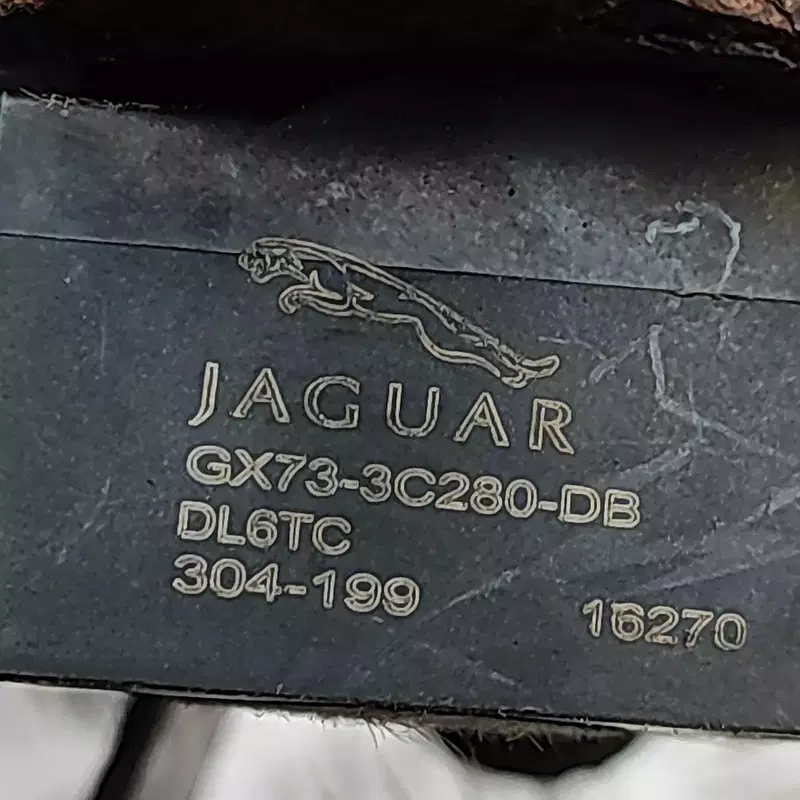 JAGUAR
GX73-3C280-DB
DL6TC
304-199
16270